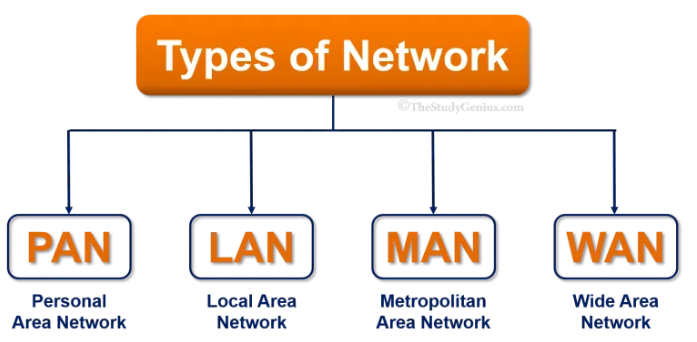 Types of Network
©TheStudyGenius.com
PAN
LAN
MAN
WAN
Personal
Area Network
Local Area
Network
Metropolitan
Area Network
Wide Area
Network